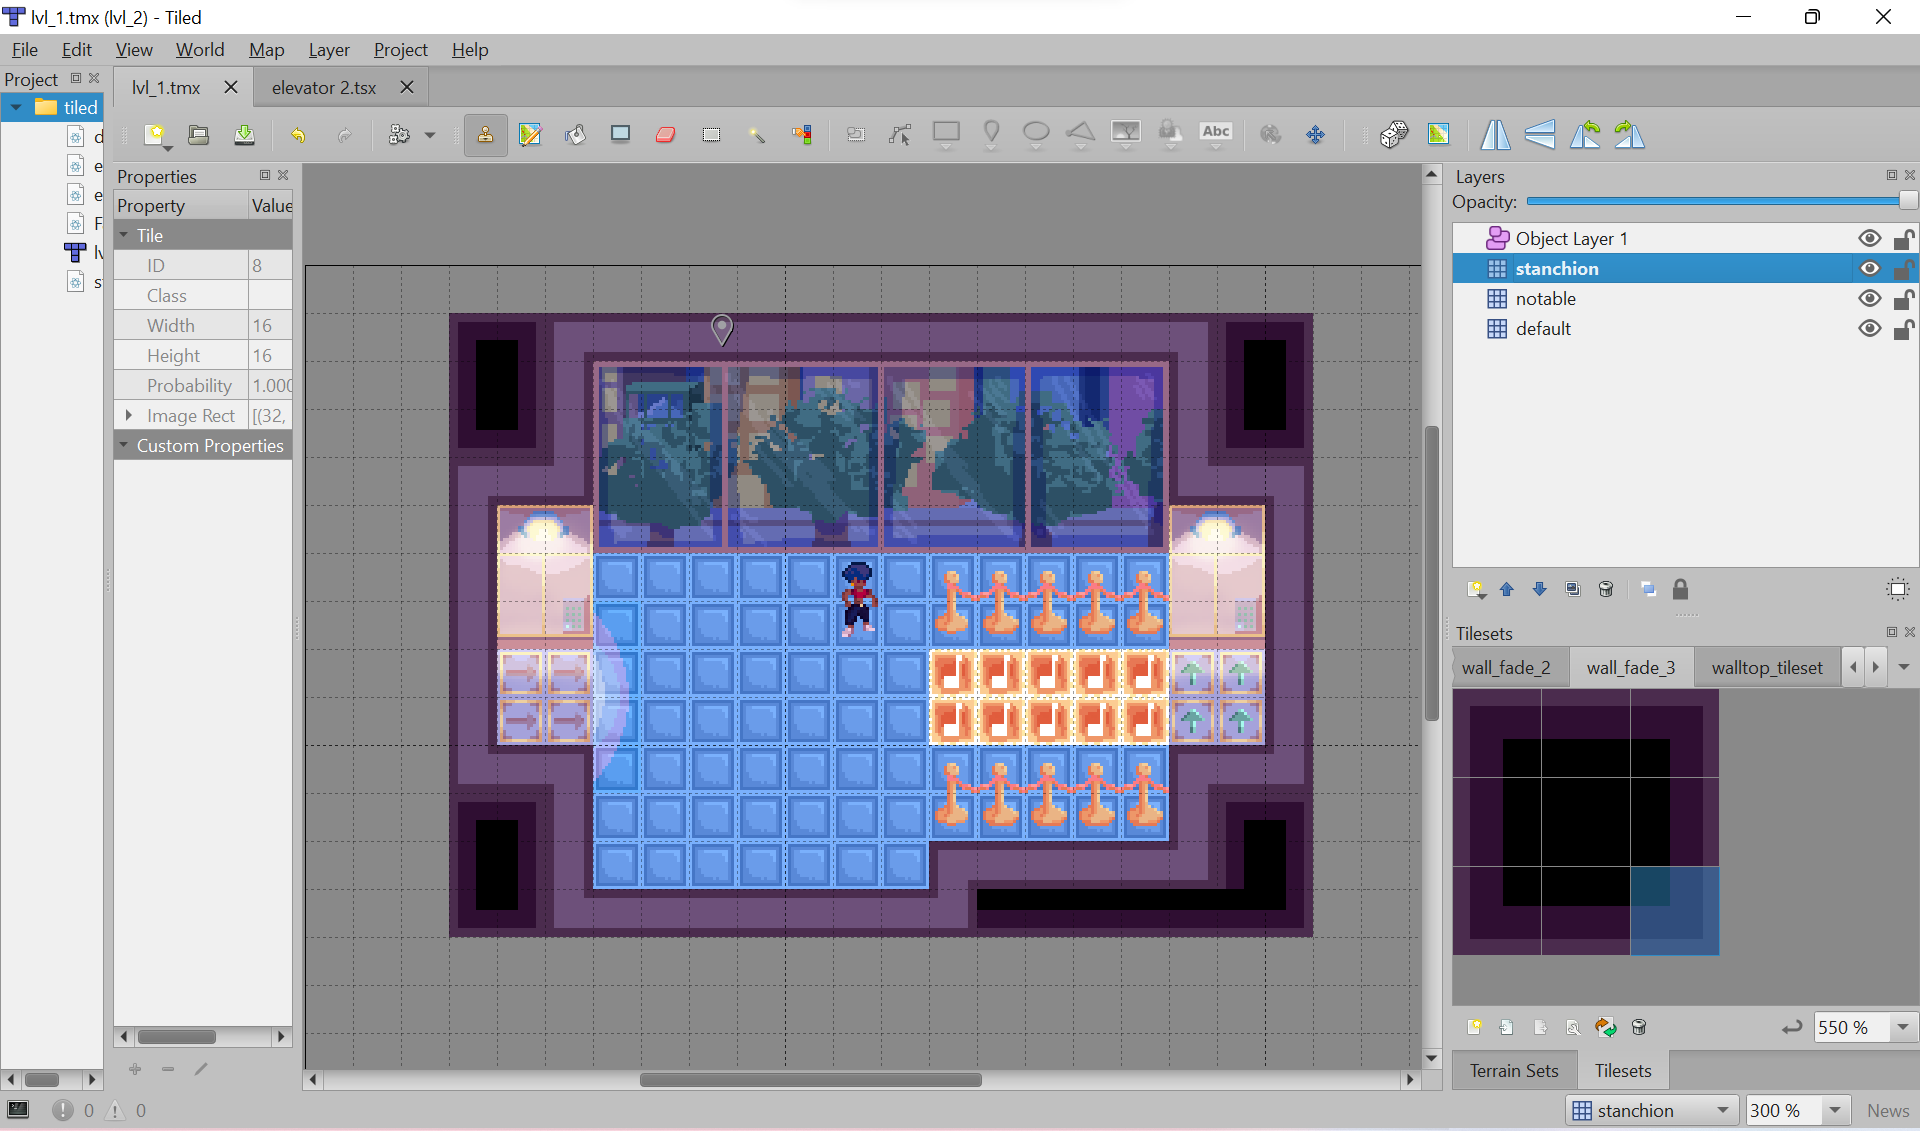 lvl_1.tmx (lvl_2) - Tiled
File Edit View World Map Layer Project Help
Project
lvl_1.tmx
elevator 2.tsx
tiled
d
e
e
F
lv
s
Abc
Properties
Property Value
Tile
ID 8
Class
Width 16
Height 16
Probability 1.000
Image Rect [(32,
Custom Properties
Layers
Opacity:
Object Layer 1
stanchion
notable
default
Tilesets
wall_fade_2 wall_fade_3 walltop_tileset
550 %
Terrain Sets Tilesets
0 0
stanchion 300 % News